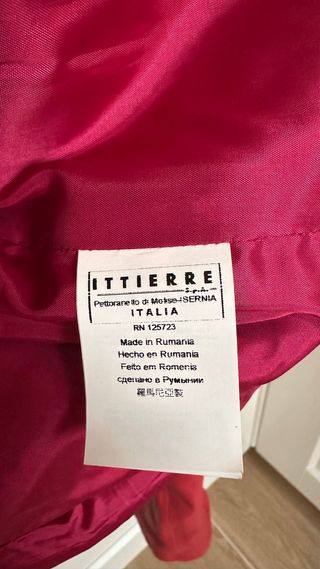 ITTIERRE
S.p.A.
Pettoranello di Molise-ISERNIA
ITALIA
RN 125723
Made in Rumania
Hecho en Rumania
Feito em Romenia
сделано в Румынии
羅馬尼亞製